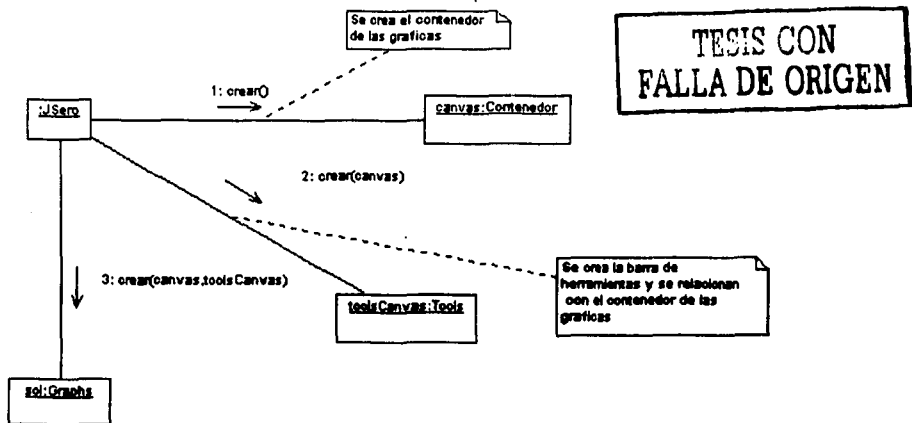 Se crea el contenedor
de las graficas
TESIS CON
FALLA DE ORIGEN
1: crear()
:JSero
canvas:Contenedor
2: crear(canvas)
3: crear(canvas,toolsCanvas)
Se crea la barra de
herramientas y se relacionan
con el contenedor de las
graficas
toolsCanvas:Tools
sol:Graphs